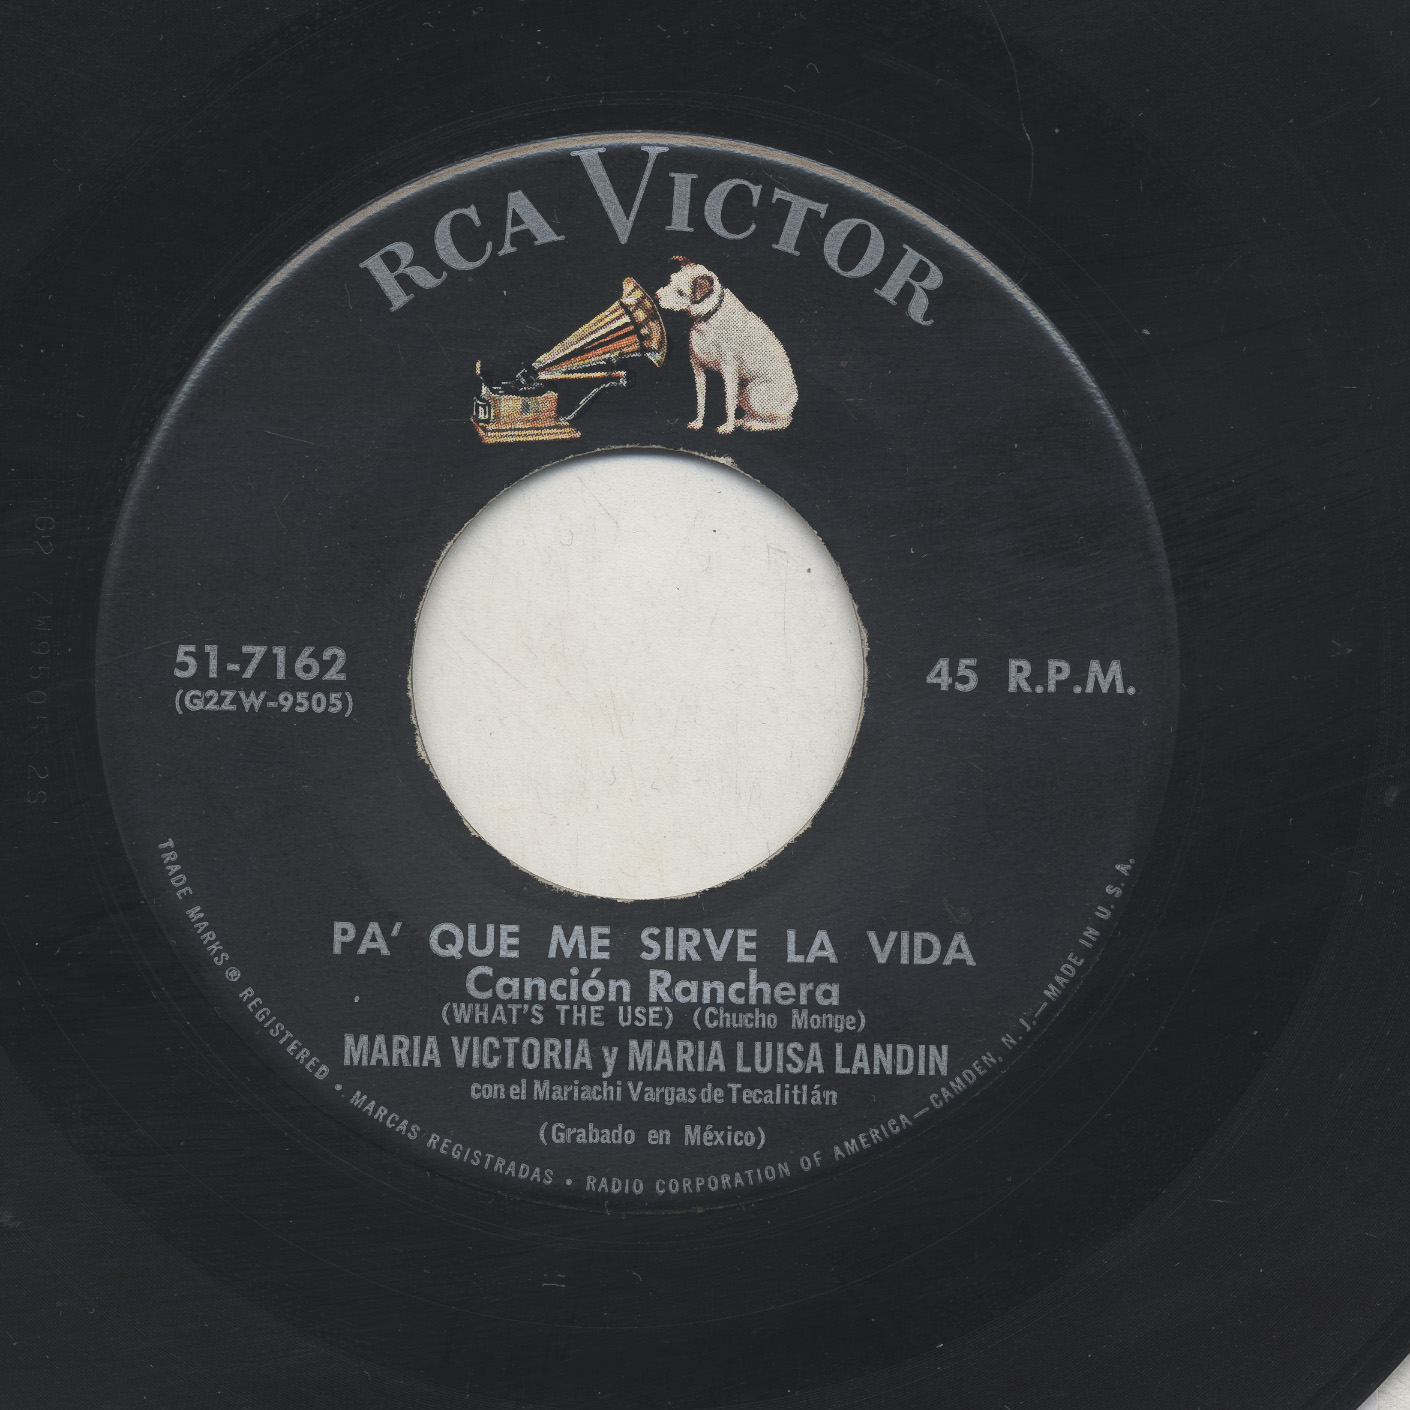 RCA VICTOR
51-7162
(G2ZW-9505)
45 R.P.M.
PA' QUE ME SIRVE LA VIDA
Canción Ranchera
(WHAT'S THE USE) (Chucho Monge)
MARIA VICTORIA y MARIA LUISA LANDIN
con el Mariachi Vargas de Tecalitlán
(Grabado en México)
TRADE MARKS ® REGISTERED • MARCAS REGISTRADAS • RADIO CORPORATION OF AMERICA—CAMDEN, N. J.—MADE IN U. S. A.